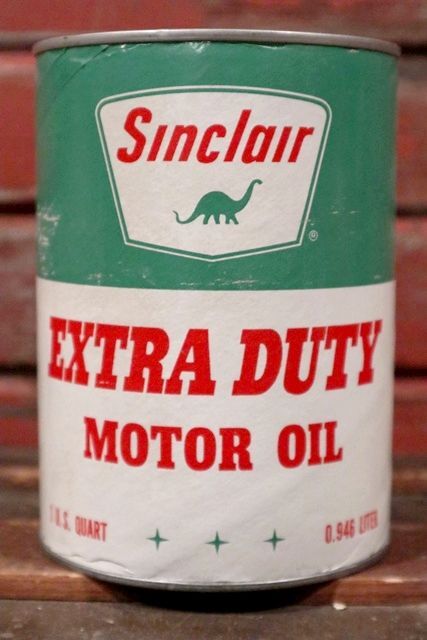 Sinclair
®
EXTRA DUTY
MOTOR OIL
1 U.S. QUART 0.946 LITER